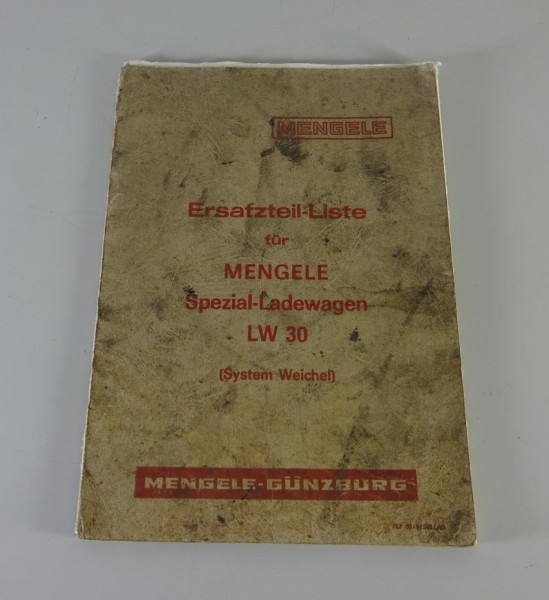 MENGELE
Ersatzteil-Liste
für
MENGELE
Spezial-Ladewagen
LW 30
(System Weichel)
MENGELE-GÜNZBURG